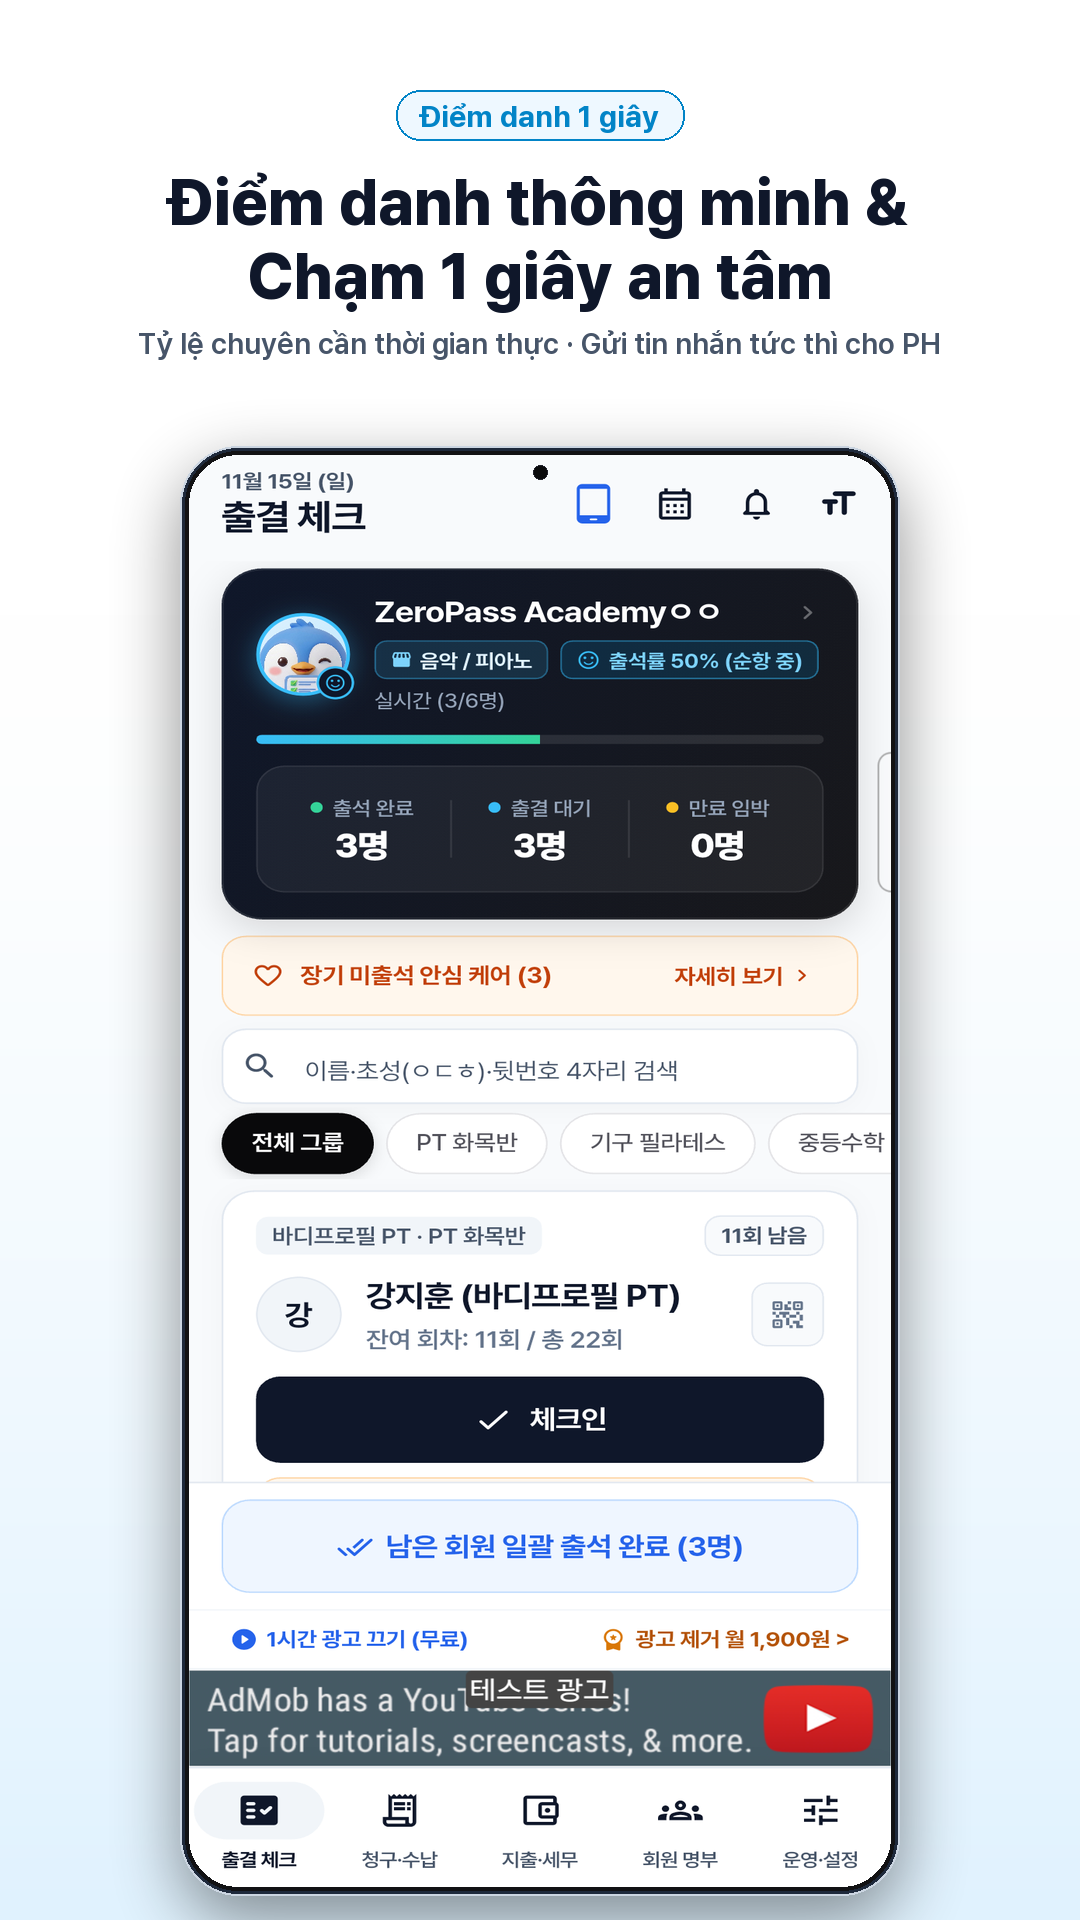 Điểm danh 1 giây
Điểm danh thông minh &
Chạm 1 giây an tâm
Tỷ lệ chuyên cần thời gian thực · Gửi tin nhắn tức thì cho PH
11월 15일 (일)
출결 체크
ZeroPass Academyㅇㅇ
음악 / 피아노
출석률 50% (순항 중)
실시간 (3/6명)
출석 완료
출결 대기
만료 임박
3명
3명
0명
장기 미출석 안심 케어 (3)
자세히 보기 >
이름·초성(ㅇㄷㅎ)·뒷번호 4자리 검색
전체 그룹
PT 화목반
기구 필라테스
중등수학
바디프로필 PT · PT 화목반
11회 남음
강
강지훈 (바디프로필 PT)
잔여 회차: 11회 / 총 22회
체크인
남은 회원 일괄 출석 완료 (3명)
1시간 광고 끄기 (무료)
광고 제거 월 1,900원 >
테스트 광고
AdMob has a
Tap for tutorials, screencasts, & more.
출결 체크
청구·수납
지출·세무
회원 명부
운영·설정